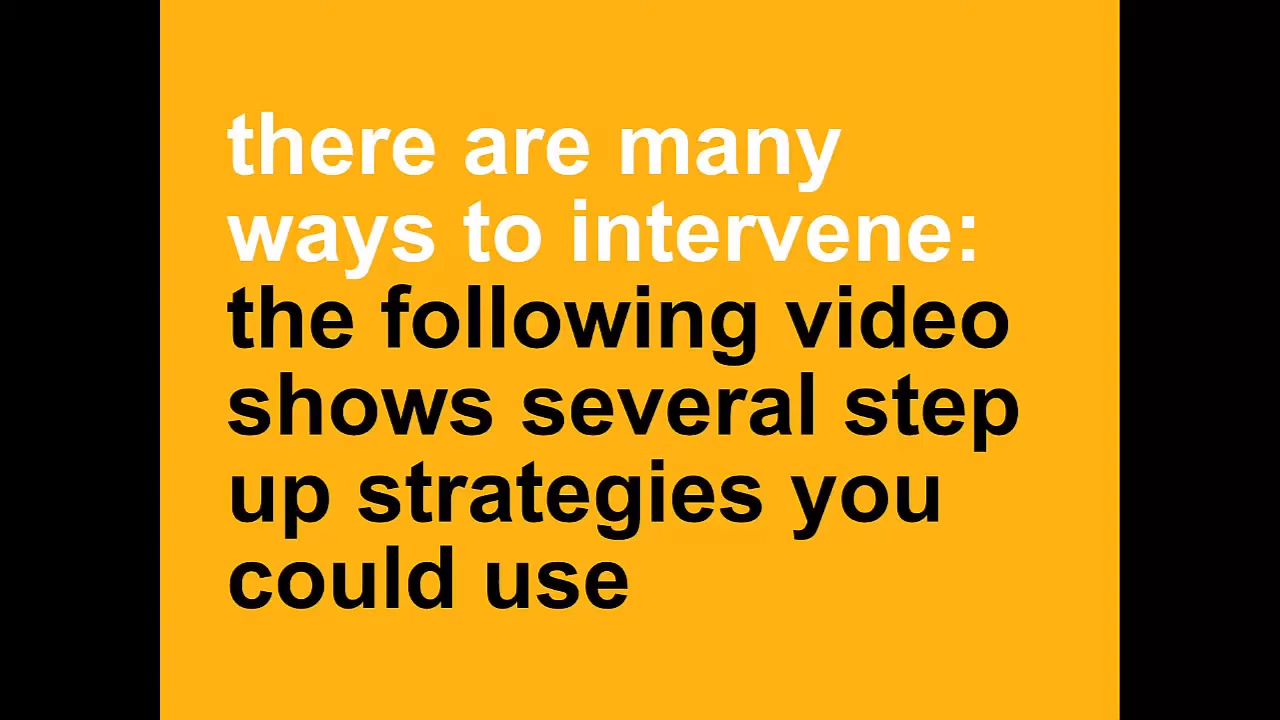 there are many
ways to intervene:
the following video
shows several step
up strategies you
could use